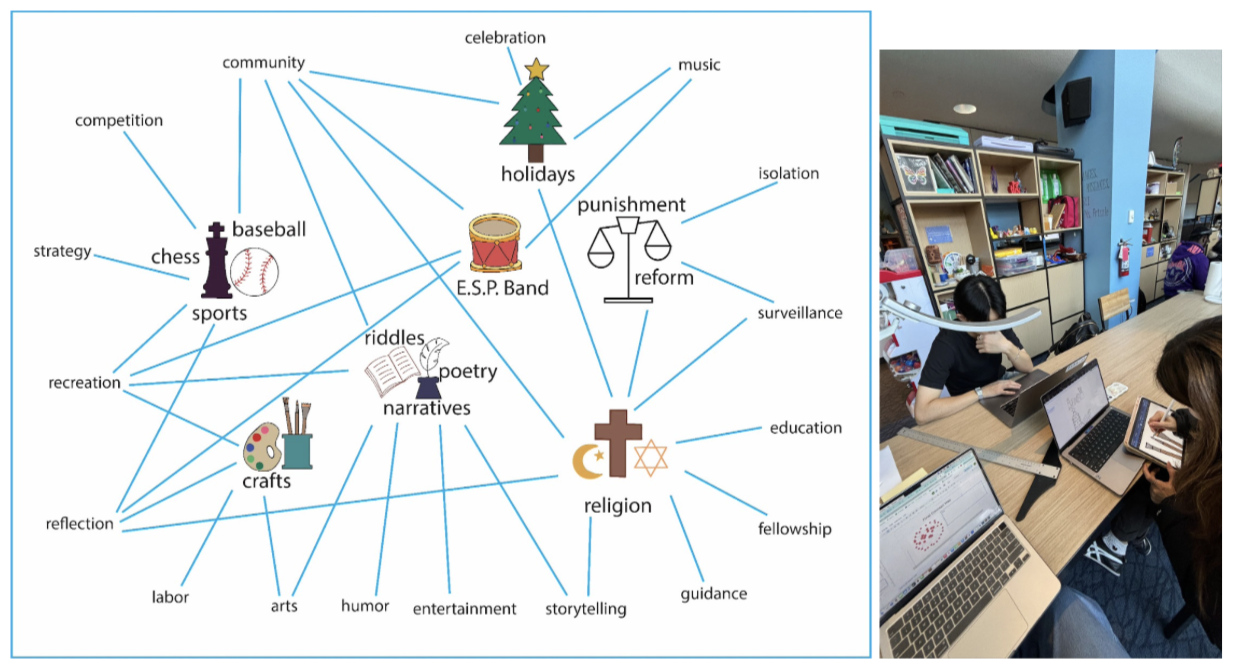 celebration
community
music
competition
holidays
isolation
punishment
baseball
strategy
chess
reform
E.S.P. Band
sports
surveillance
riddles
poetry
recreation
narratives
education
crafts
religion
reflection
fellowship
labor
arts
humor
entertainment
storytelling
guidance